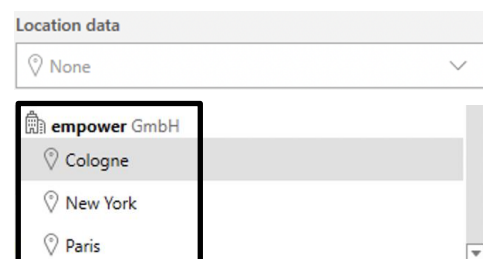 Location data
None
empower GmbH
Cologne
New York
Paris